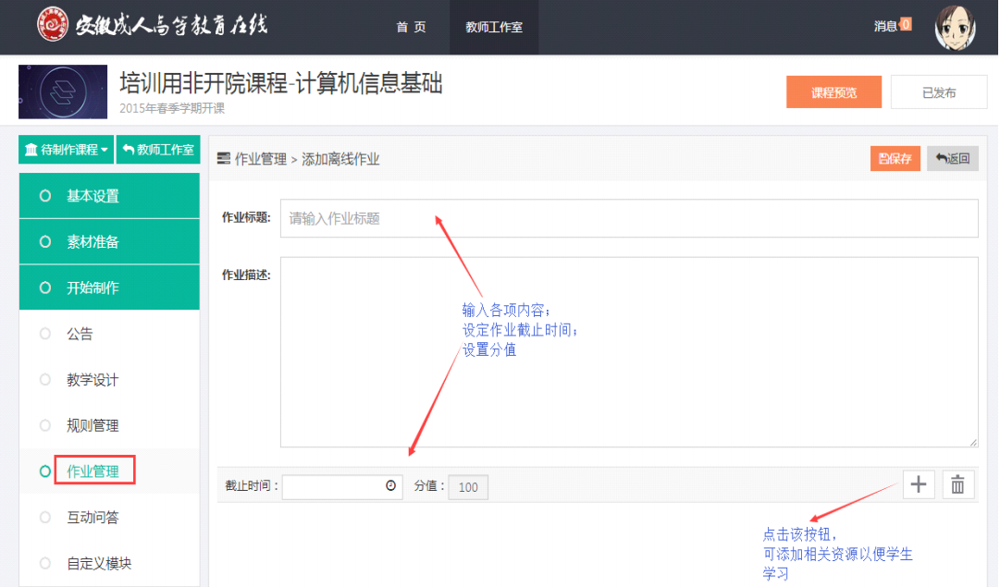 安徽成人高等教育在线
首 页
教师工作室
消息 0
培训用非开院课程-计算机信息基础
2015年春季学期开课
课程预览
已发布
待制作课程
教师工作室
作业管理 > 添加离线作业
保存
返回
基本设置
素材准备
开始制作
公告
教学设计
规则管理
作业管理
互动问答
自定义模块
作业标题:
请输入作业标题
作业描述:
输入各项内容；
设定作业截止时间；
设置分值
截止时间：
分值：
100
点击该按钮，
可添加相关资源以便学生
学习